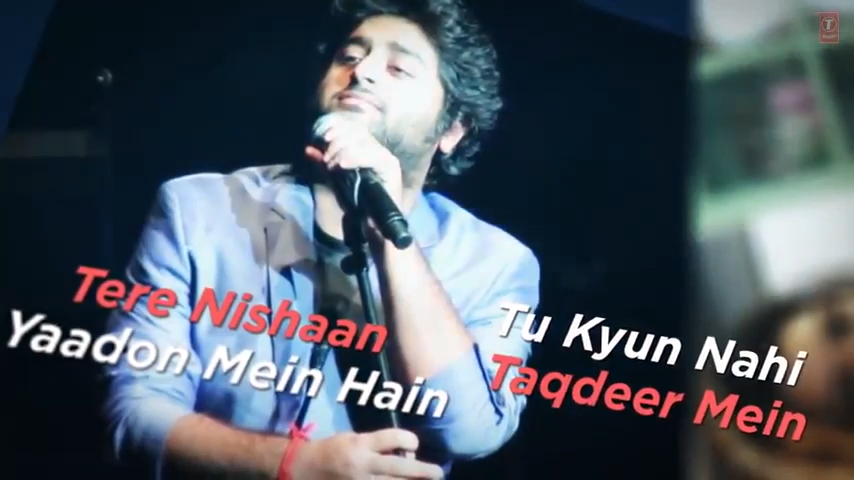 Tere Nishaan
Yaadon Mein Hain
Tu Kyun Nahi
Taqdeer Mein